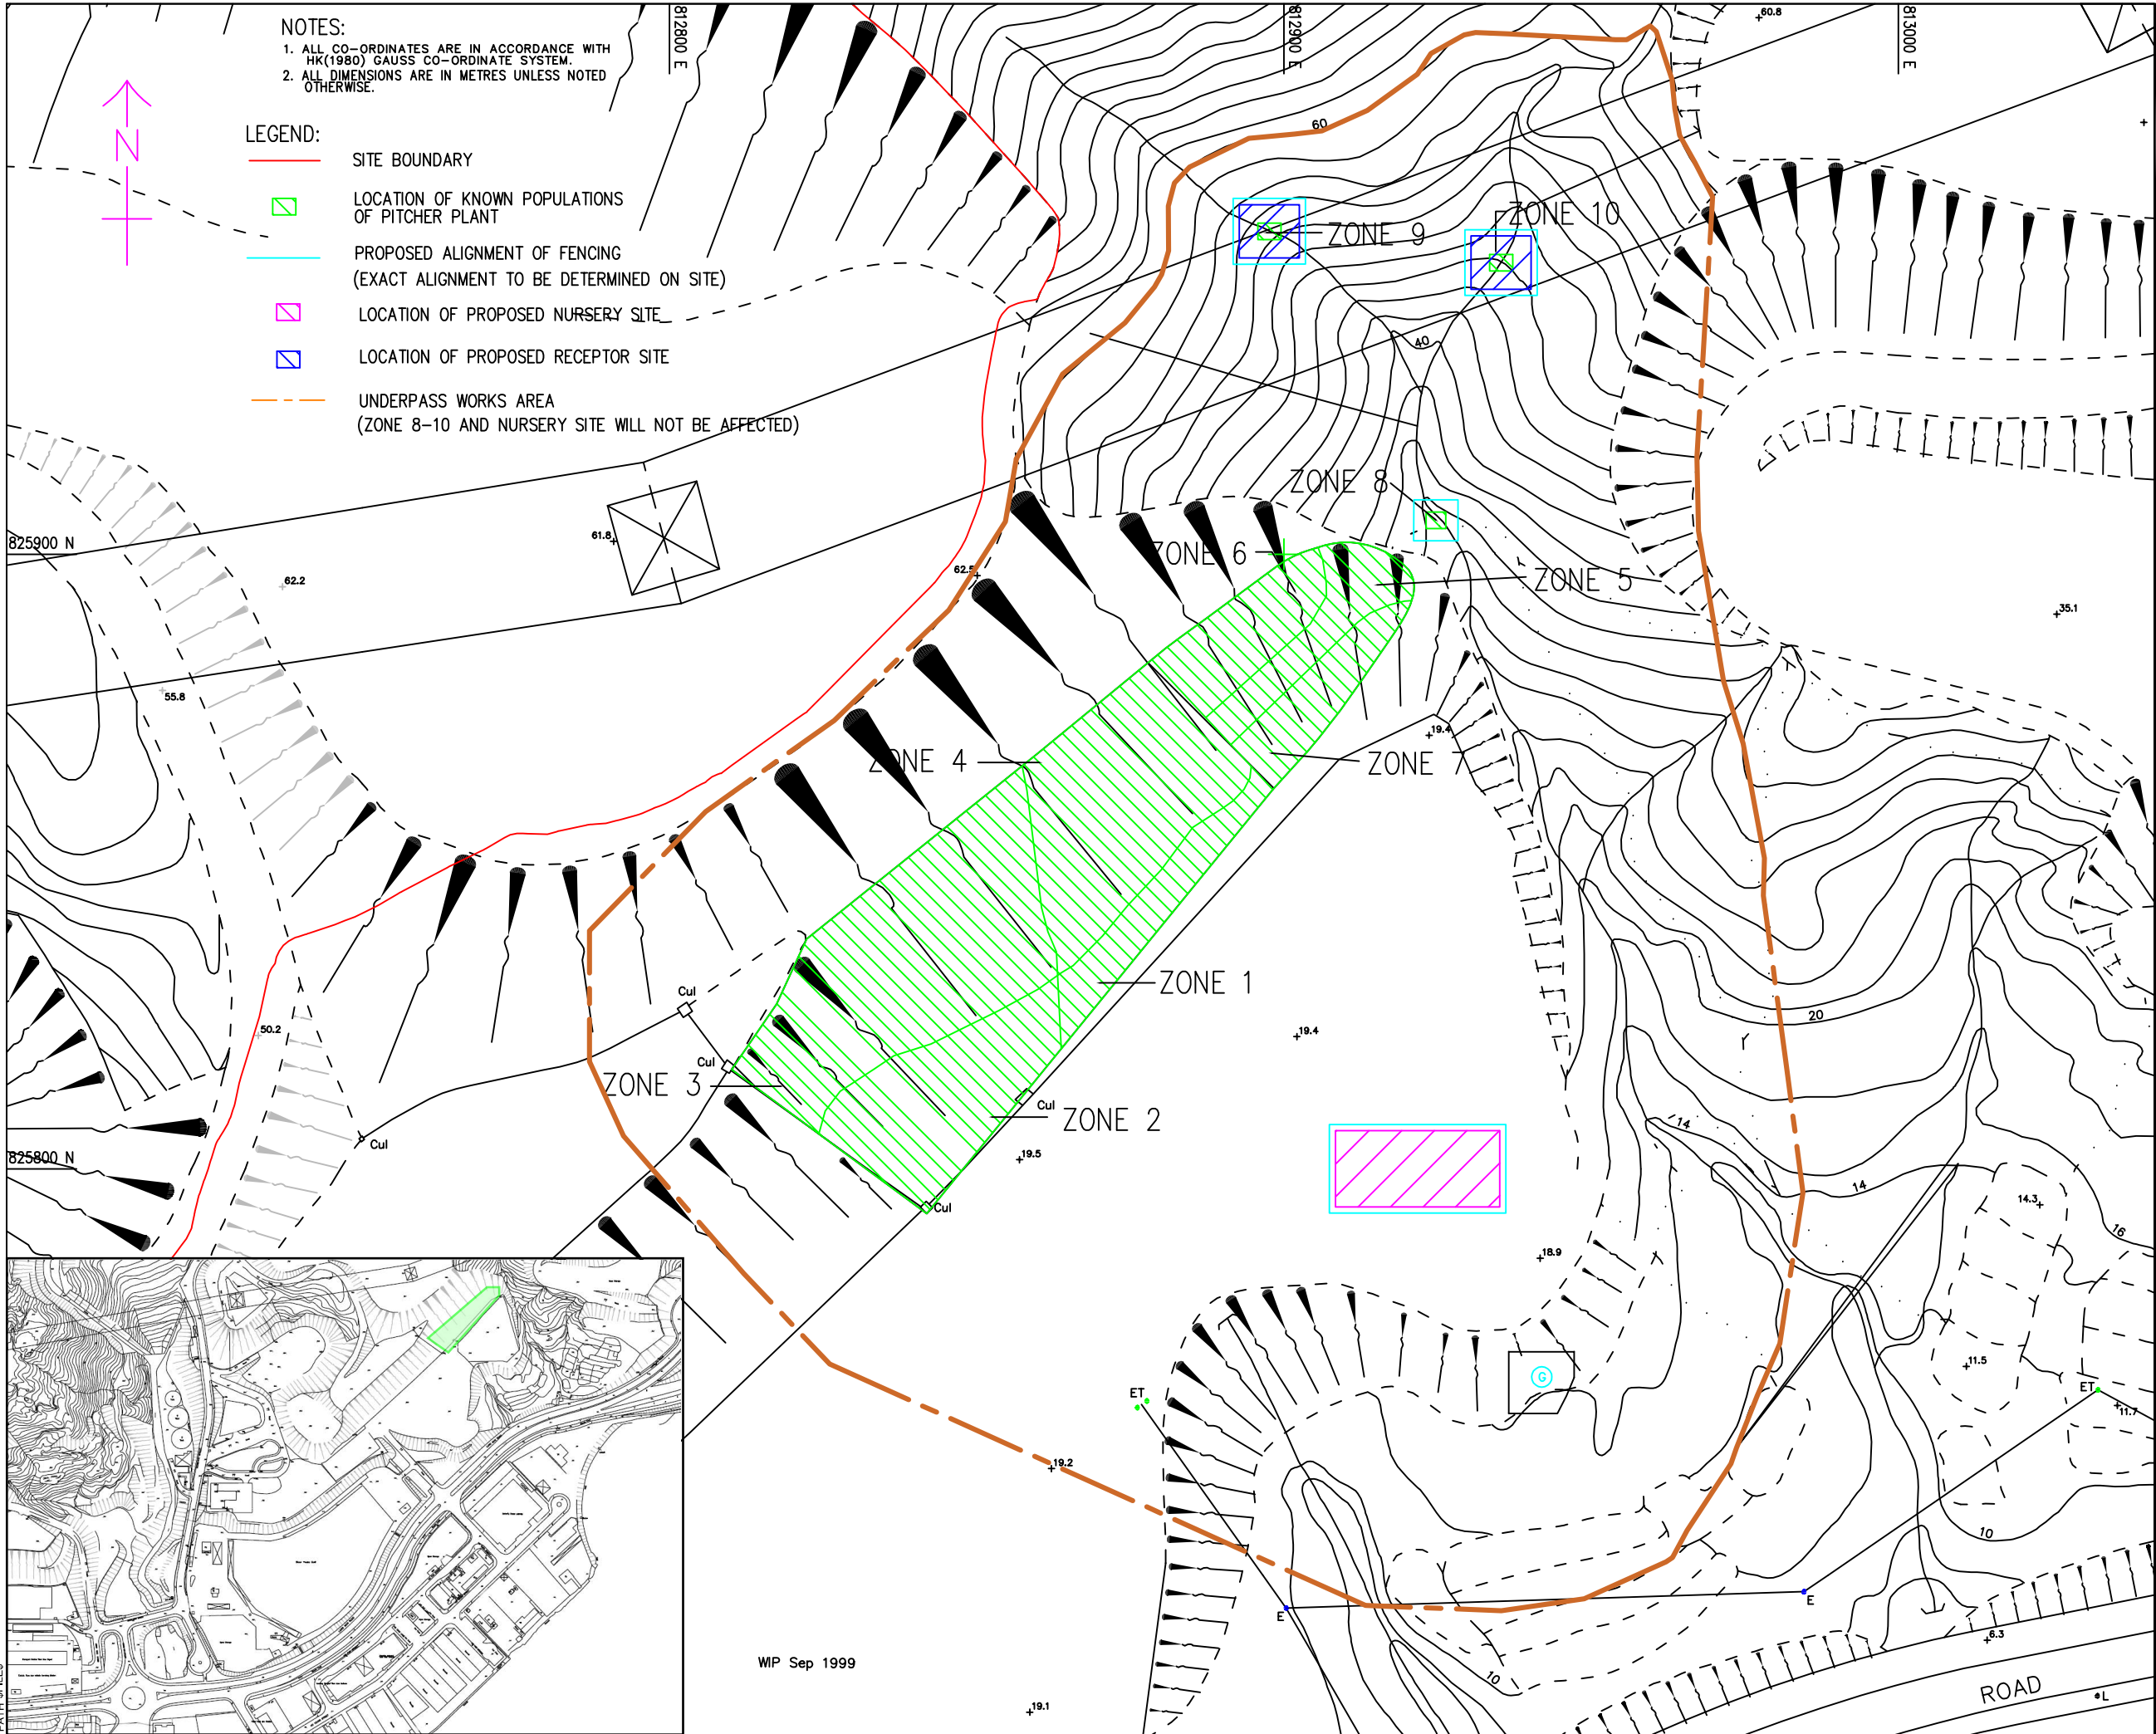 NOTES:
1. ALL CO-ORDINATES ARE IN ACCORDANCE WITH
HK(1980) GAUSS CO-ORDINATE SYSTEM.
2. ALL DIMENSIONS ARE IN METRES UNLESS NOTED
OTHERWISE.
N
LEGEND:
SITE BOUNDARY
LOCATION OF KNOWN POPULATIONS
OF PITCHER PLANT
PROPOSED ALIGNMENT OF FENCING
(EXACT ALIGNMENT TO BE DETERMINED ON SITE)
LOCATION OF PROPOSED NURSERY SITE
LOCATION OF PROPOSED RECEPTOR SITE
UNDERPASS WORKS AREA
(ZONE 8-10 AND NURSERY SITE WILL NOT BE AFFECTED)
812800 E
812900 E
813000 E
60.8
60
ZONE 10
ZONE 9
40
ZONE 8
825900 N
61.8
62.5
62.2
ZONE 6
ZONE 5
35.1
55.8
19.4
ZONE 4
ZONE 7
ZONE 1
Cul
50.2
19.4
20
Cul
ZONE 3
Cul
ZONE 2
14
Cul
825800 N
19.5
14
14.3
Cul
16
18.9
11.5
G
ET
ET
11.7
19.2
10
E
E
6.3
WIP Sep 1999
10
ROAD
19.1
L